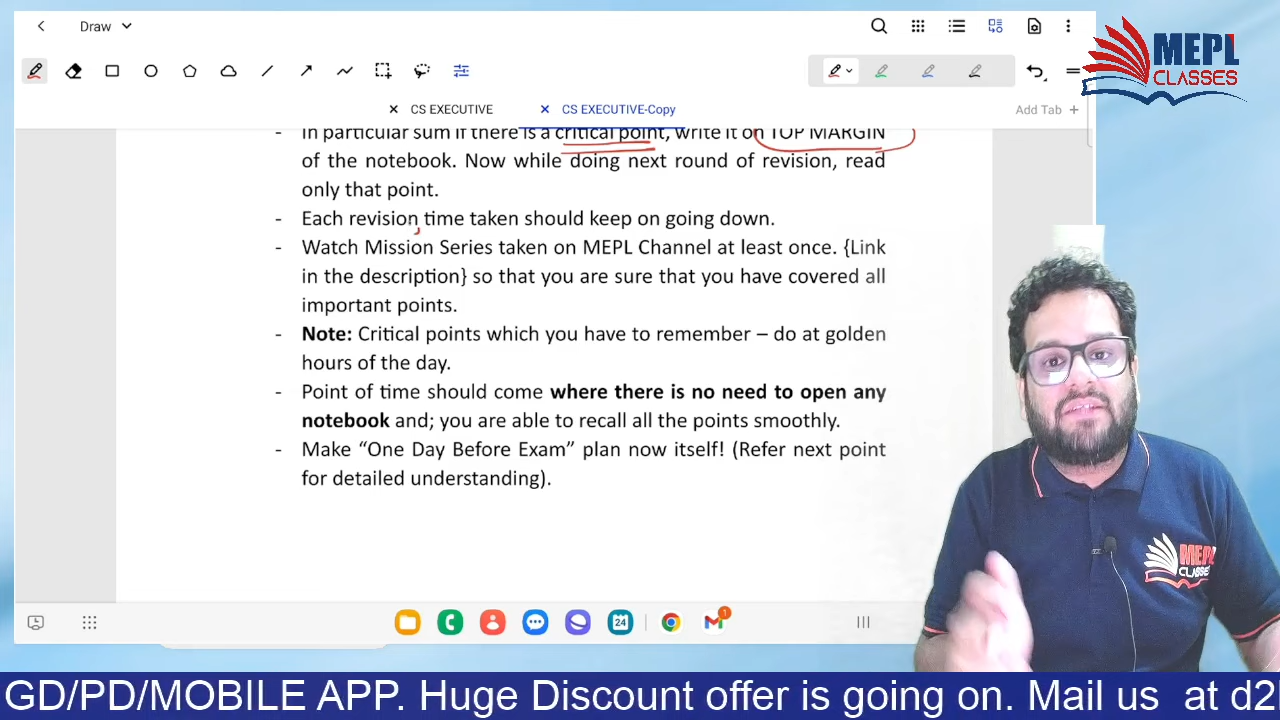 Draw
MEPL
CLASSES
CS EXECUTIVE
CS EXECUTIVE-Copy
Add Tab +
- In particular sum if there is a critical point, write it on TOP MARGIN
of the notebook. Now while doing next round of revision, read
only that point.
- Each revision time taken should keep on going down.
- Watch Mission Series taken on MEPL Channel at least once. {Link
in the description} so that you are sure that you have covered all
important points.
- Note: Critical points which you have to remember – do at golden
hours of the day.
- Point of time should come where there is no need to open any
notebook and; you are able to recall all the points smoothly.
- Make “One Day Before Exam” plan now itself! (Refer next point
for detailed understanding).
MEPL
CLASSES
24
1
GD/PD/MOBILE APP. Huge Discount offer is going on. Mail us at d2